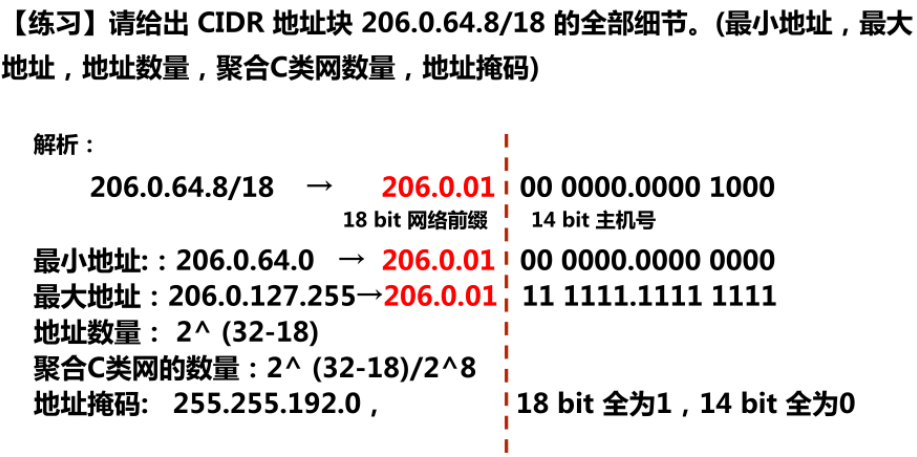 【练习】请给出 CIDR 地址块 206.0.64.8/18 的全部细节。(最小地址，最大
地址，地址数量，聚合C类网数量，地址掩码)
解析：
206.0.64.8/18 → 206.0.01 00 0000.0000 1000
18 bit 网络前缀 14 bit 主机号
最小地址:：206.0.64.0 → 206.0.01 00 0000.0000 0000
最大地址：206.0.127.255→206.0.01 11 1111.1111 1111
地址数量： 2^ (32-18)
聚合C类网的数量：2^ (32-18)/2^8
地址掩码: 255.255.192.0， 18 bit 全为1，14 bit 全为0